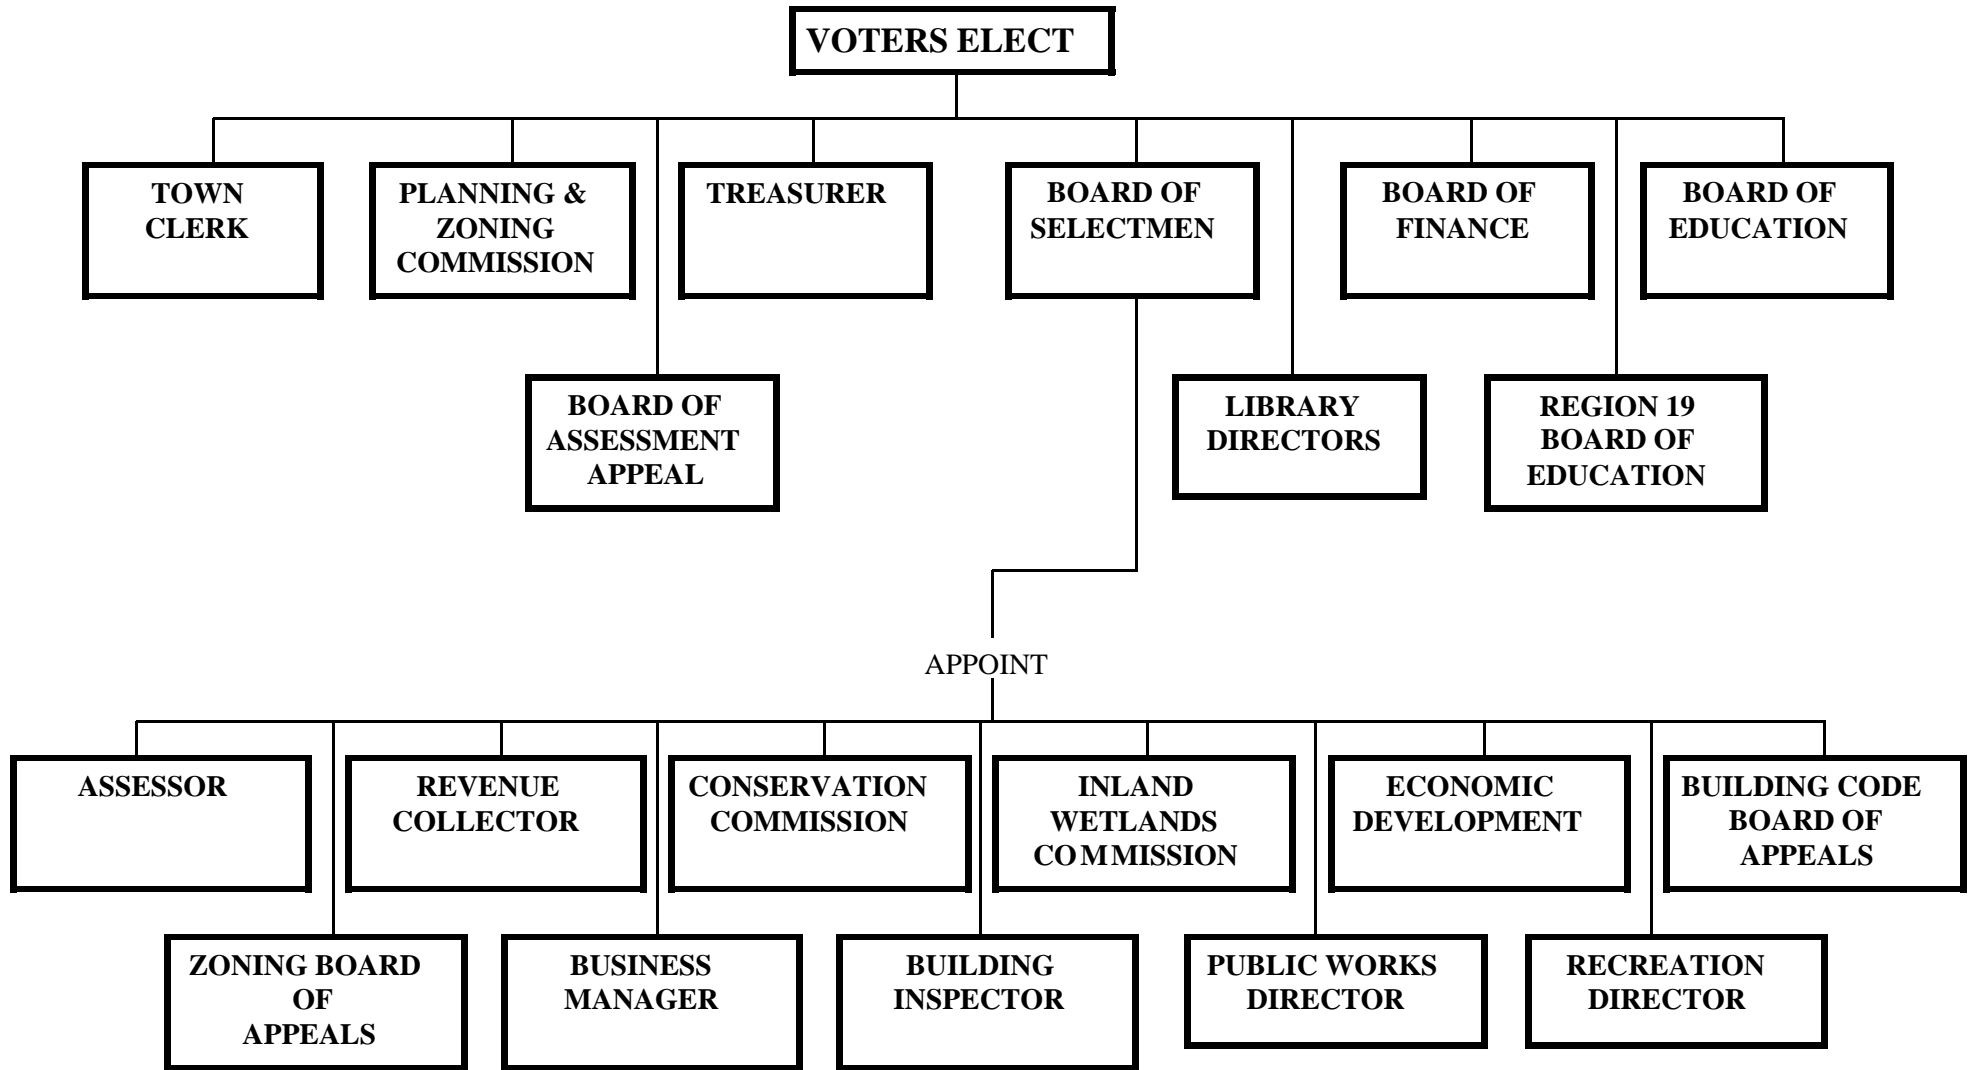 VOTERS ELECT
TOWN
CLERK
PLANNING &
ZONING
COMMISSION
TREASURER
BOARD OF
SELECTMEN
BOARD OF
FINANCE
BOARD OF
EDUCATION
BOARD OF
ASSESSMENT
APPEAL
LIBRARY
DIRECTORS
REGION 19
BOARD OF
EDUCATION
APPOINT
ASSESSOR
REVENUE
COLLECTOR
CONSERVATION
COMMISSION
INLAND
WETLANDS
COMMISSION
ECONOMIC
DEVELOPMENT
BUILDING CODE
BOARD OF
APPEALS
ZONING BOARD
OF
APPEALS
BUSINESS
MANAGER
BUILDING
INSPECTOR
PUBLIC WORKS
DIRECTOR
RECREATION
DIRECTOR